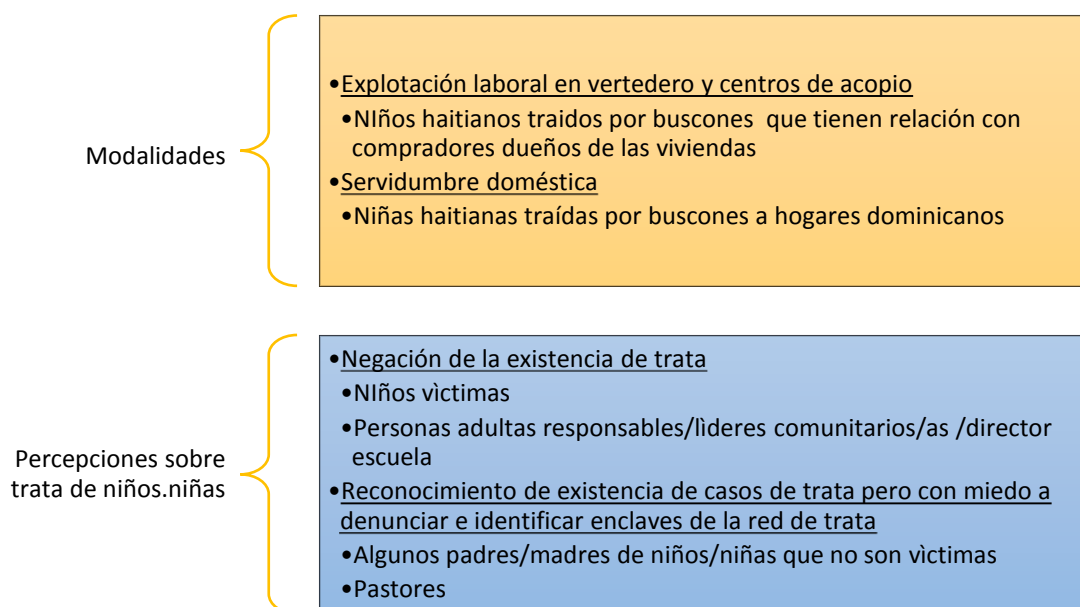 Modalidades
•Explotación laboral en vertedero y centros de acopio
•NIños haitianos traidos por buscones que tienen relación con
compradores dueños de las viviendas
•Servidumbre doméstica
•Niñas haitianas traídas por buscones a hogares dominicanos
Percepciones sobre
trata de niños.niñas
•Negación de la existencia de trata
•NIños vìctimas
•Personas adultas responsables/lìderes comunitarios/as /director
escuela
•Reconocimiento de existencia de casos de trata pero con miedo a
denunciar e identificar enclaves de la red de trata
•Algunos padres/madres de niños/niñas que no son vìctimas
•Pastores